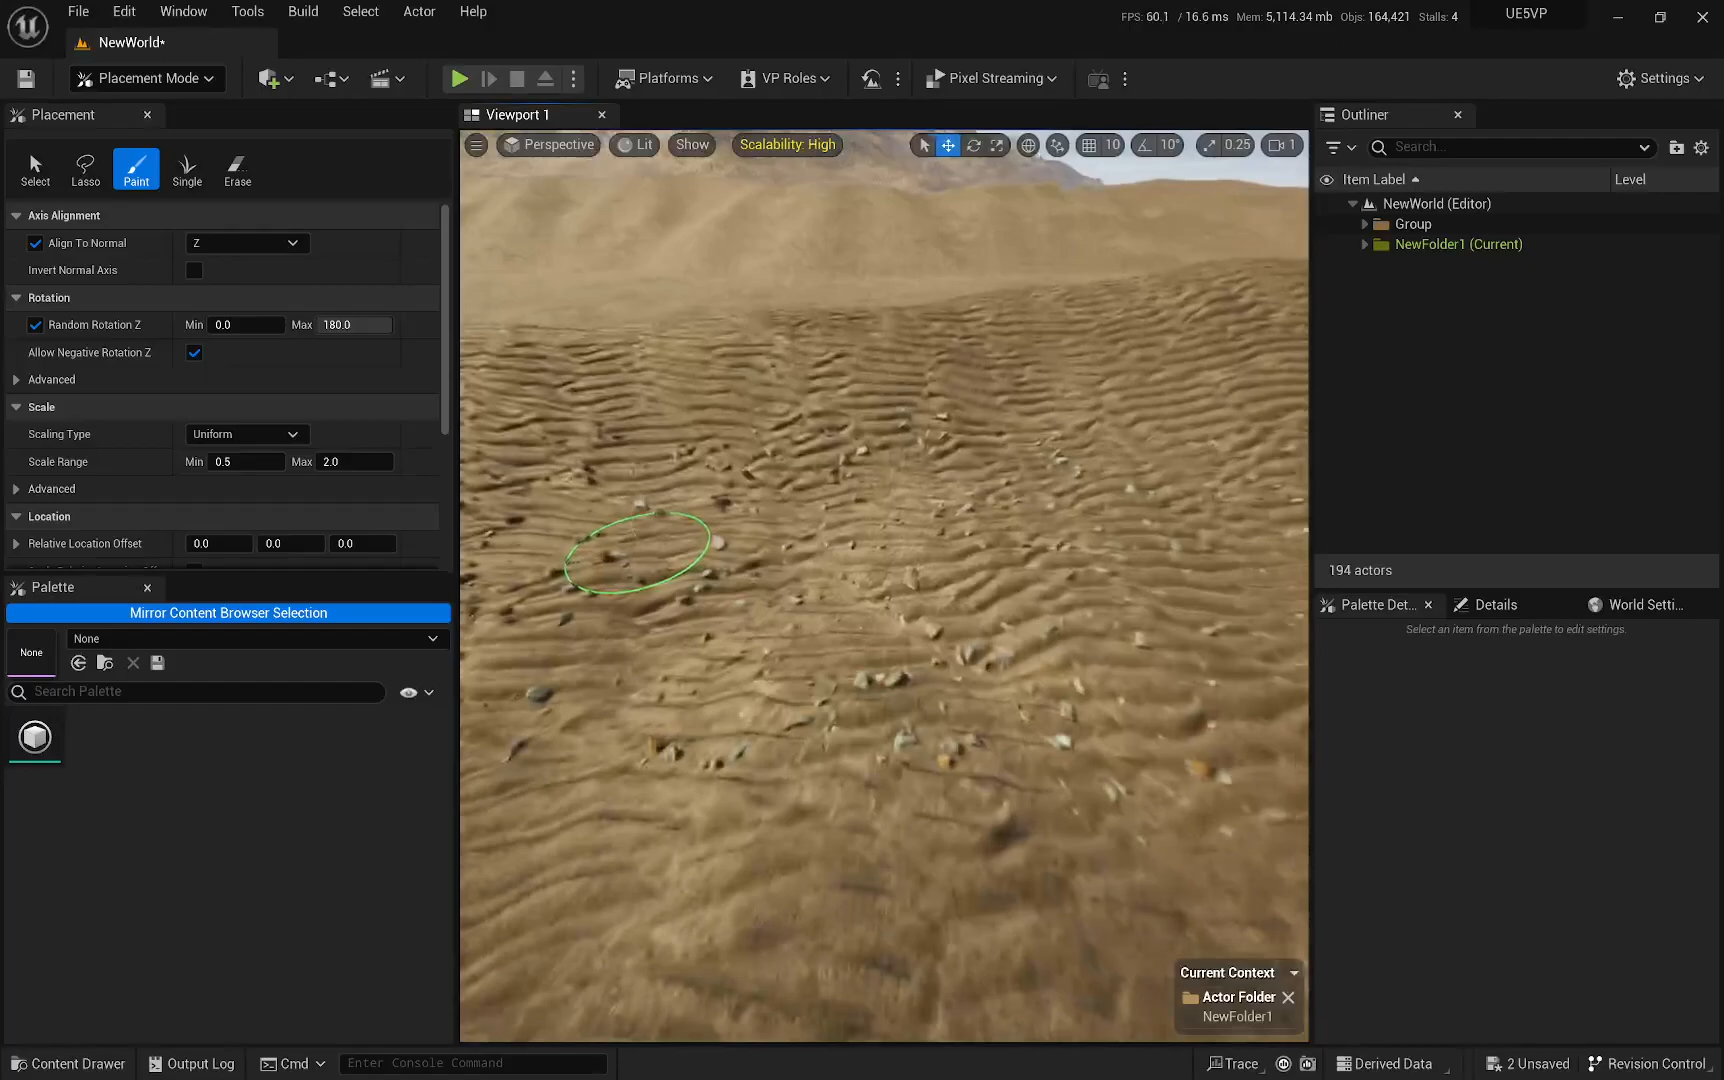 File Edit Window Tools Build Select Actor Help
FPS: 60.1 / 16.6 ms Mem: 5,114.34 mb Objs: 164,421 Stalls: 4
UE5VP
NewWorld*
Placement Mode
Platforms
VP Roles
Pixel Streaming
Settings
Placement
Select Lasso Paint Single Erase
Axis Alignment
Align To Normal Z
Invert Normal Axis
Rotation
Random Rotation Z Min 0.0 Max 180.0
Allow Negative Rotation Z
Advanced
Scale
Scaling Type Uniform
Scale Range Min 0.5 Max 2.0
Advanced
Location
Relative Location Offset 0.0 0.0 0.0
Palette
Mirror Content Browser Selection
None
None
Search Palette
Viewport 1
Perspective Lit Show Scalability: High 10 10° 0.25 1
Current Context
Actor Folder
NewFolder1
Outliner
Search...
Item Label Level
NewWorld (Editor)
Group
NewFolder1 (Current)
194 actors
Palette Det... Details World Setti...
Select an item from the palette to edit settings.
Content Drawer Output Log Cmd Enter Console Command Trace Derived Data 2 Unsaved Revision Control